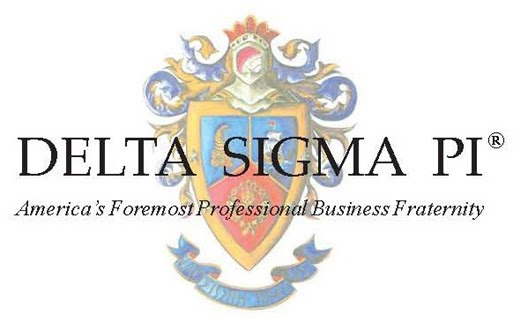 DELTA SIGMA PI®
America's Foremost Professional Business Fraternity